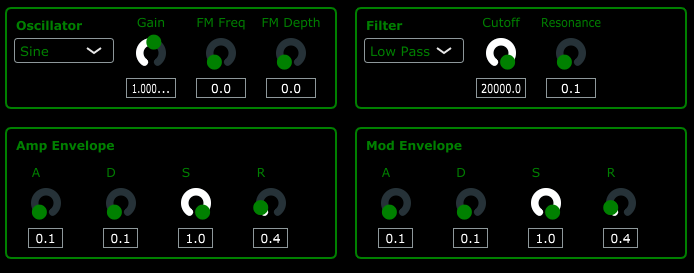 Oscillator
Gain FM Freq FM Depth
Sine
1.000... 0.0 0.0
Filter
Cutoff Resonance
Low Pass
20000.0 0.1
Amp Envelope
A D S R
0.1 0.1 1.0 0.4
Mod Envelope
A D S R
0.1 0.1 1.0 0.4